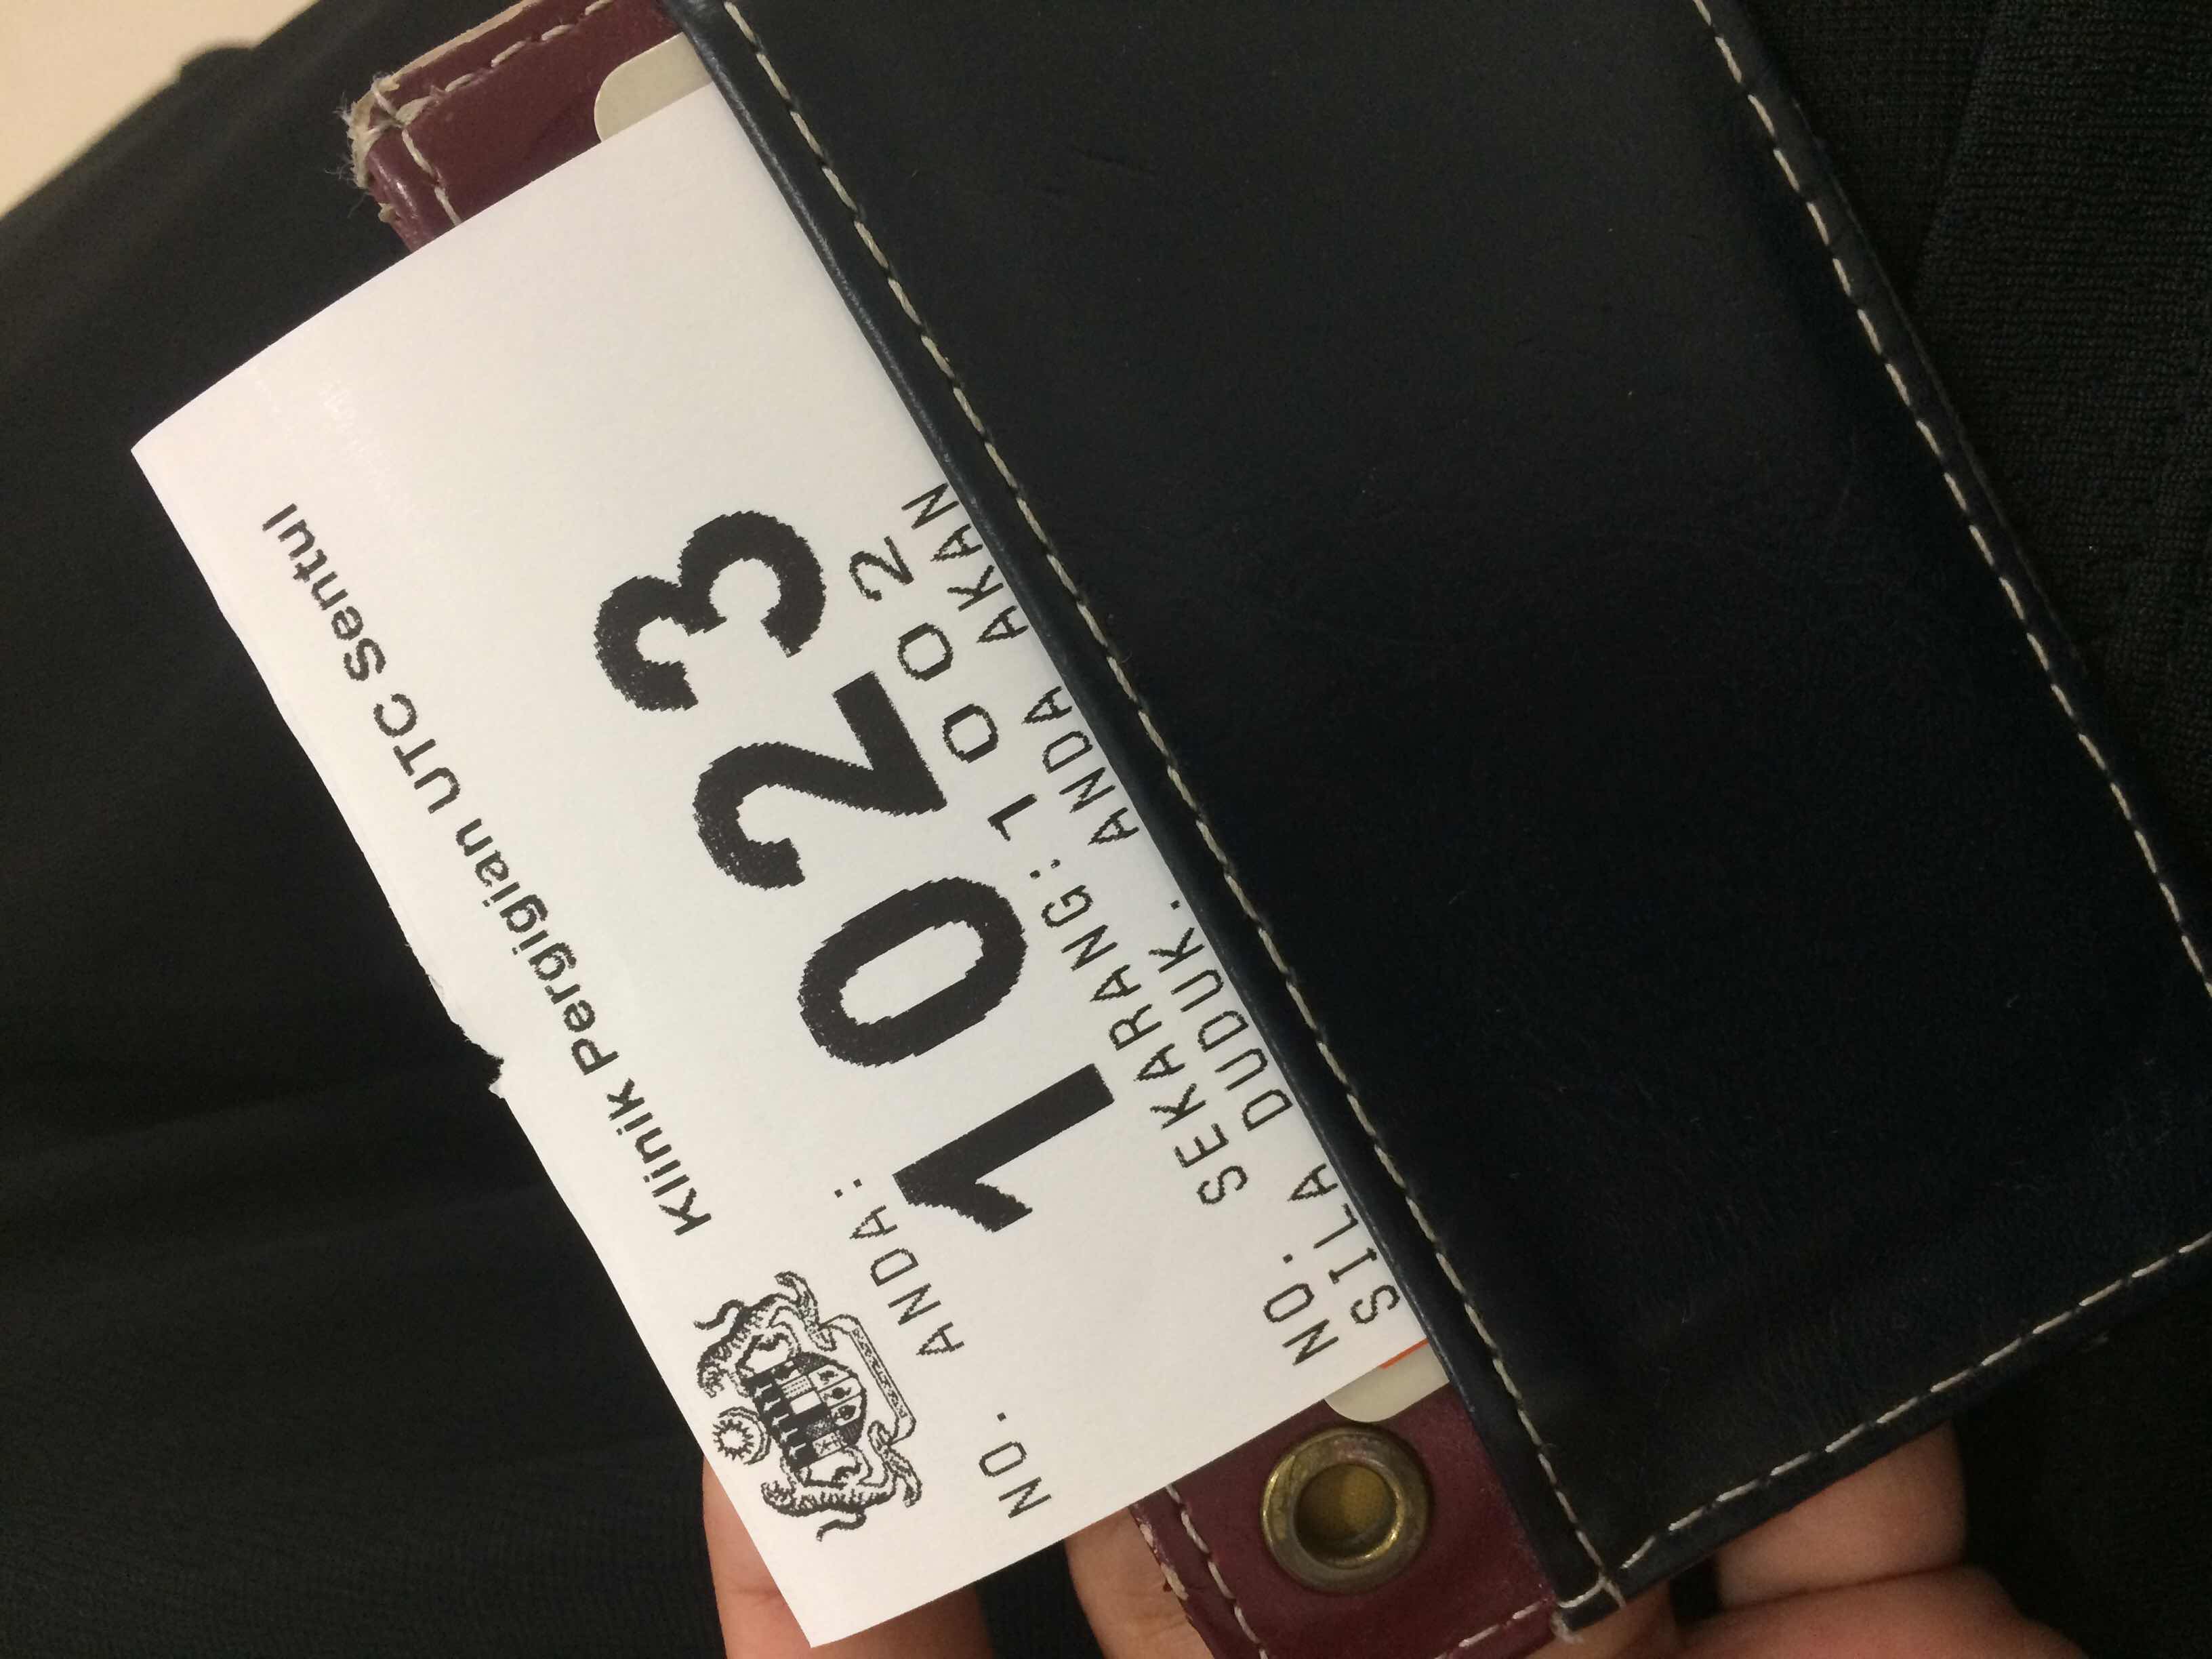 Klinik Pergigian UTC Sentul
NO. ANDA:
1023
NO. SEKARANG:1002
SILA DUDUK. ANDA AKAN